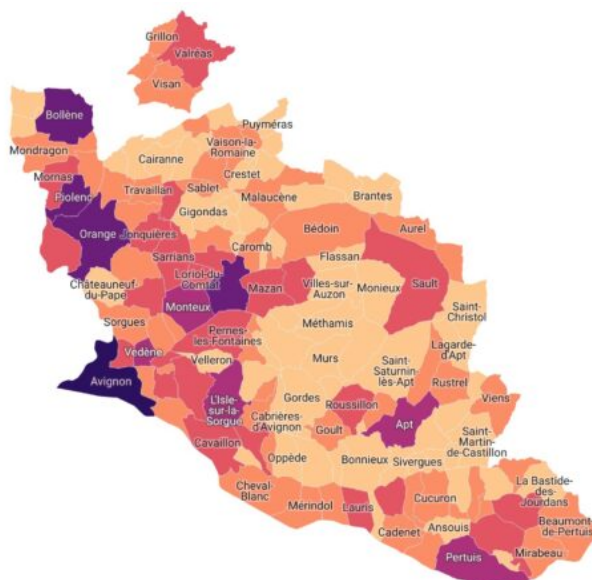 Grillon
Valréas
Visan
Bollène
Puyméras
Mondragon
Vaison-la-
Romaine
Cairanne
Crestet
Mornas
Travaillan
Sablet
Malaucène
Brantes
Piolenc
Gigondas
Orange
Jonquières
Bédoin
Aurel
Caromb
Sarrians
Flassan
Loriol-du-
Comtat
Mazan
Villes-sur-
Auzon
Monieux
Sault
Châteauneuf-
du-Pape
Monteux
Saint-
Christol
Sorgues
Pernes-
les-Fontaines
Méthamis
Lagarde-
d'Apt
Vedène
Velleron
Murs
Saint-
Saturnin-
lès-Apt
Rustrel
Avignon
L'Isle-
sur-la-
Sorgue
Gordes
Viens
Cabrières-
d'Avignon
Roussillon
Goult
Apt
Saint-
Martin-
de-Castillon
Cavaillon
Oppède
Bonnieux
Sivergues
Cheval-
Blanc
Mérindol
Lauris
Cucuron
La Bastide-
des-
Jourdans
Cadenet
Ansouis
Beaumont-
de-Pertuis
Pertuis
Mirabeau